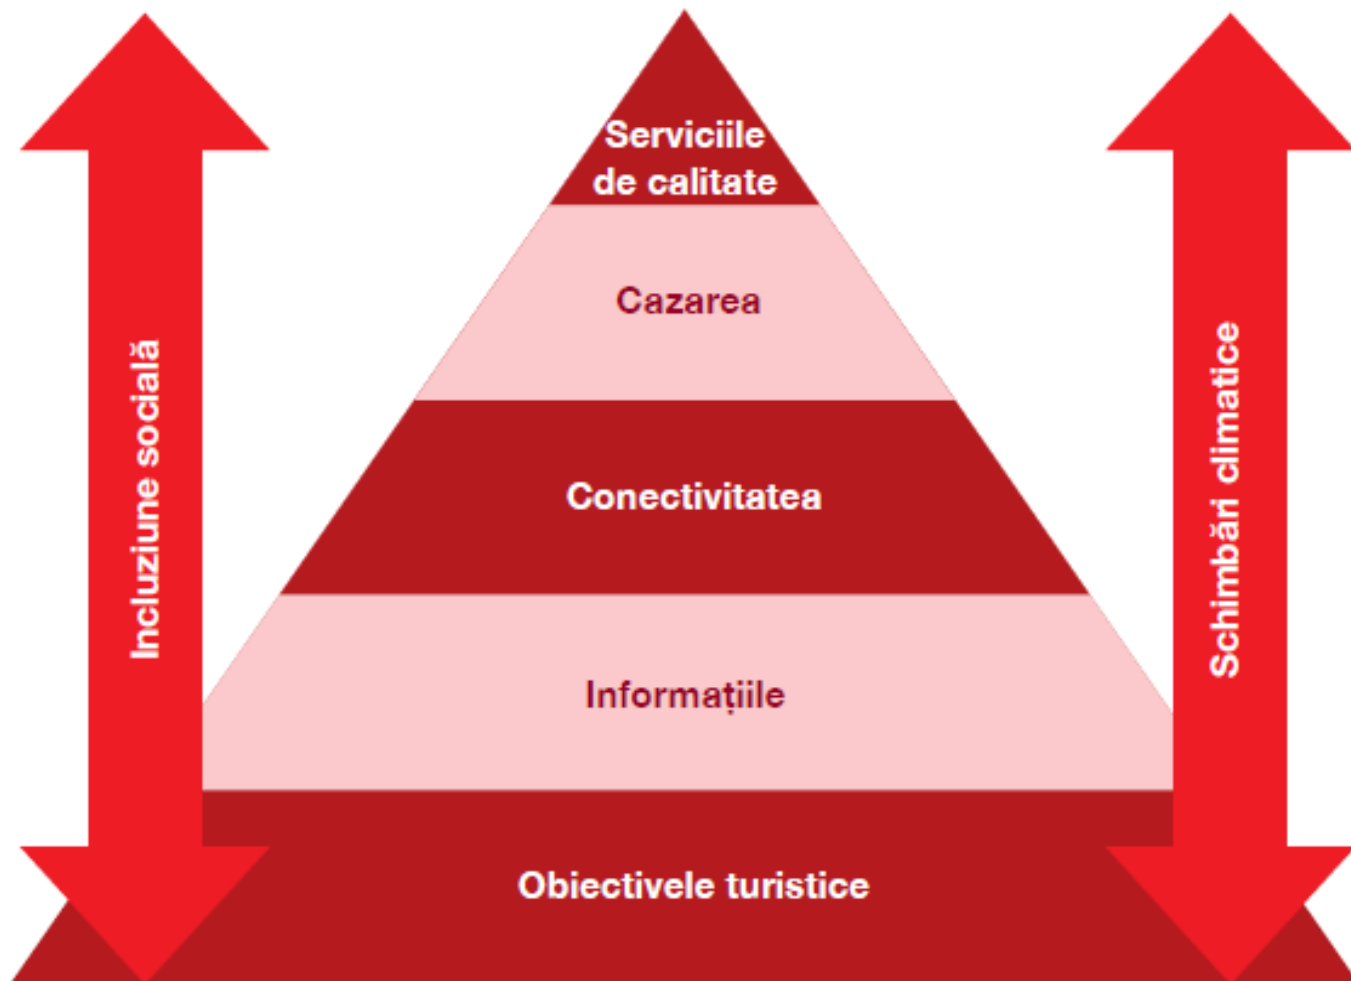 Serviciile
de calitate
Cazarea
Conectivitatea
Informațiile
Obiectivele turistice
Incluziune socială
Schimbări climatice